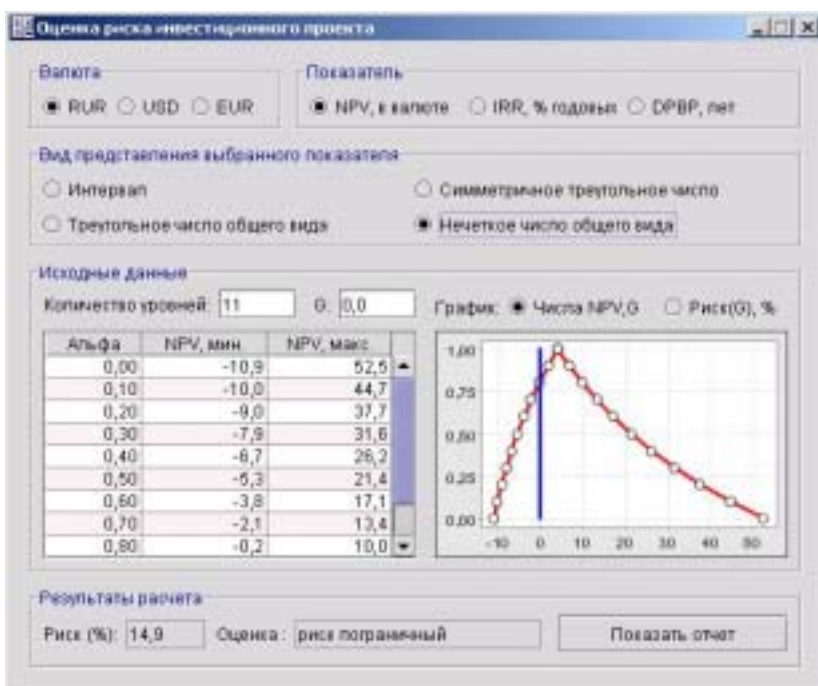 Оценка риска инвестиционного проекта
Валюта
RUR USD EUR
Показатель
NPV, в валюте IRR, % годовых DPBP, лет
Вид представления выбранного показателя
Интервал
Симметричное треугольное число
Треугольное число общего вида
Нечеткое число общего вида
Исходные данные
Количество уровней: 11 G: 0,0
График: Числа NPV,G Риск(G), %
Альфа NPV, мин NPV, макс
0,00 -10,9 52,5
0,10 -10,0 44,7
0,20 -9,0 37,7
0,30 -7,9 31,6
0,40 -6,7 26,2
0,50 -5,3 21,4
0,60 -3,8 17,1
0,70 -2,1 13,4
0,80 -0,2 10,0
1,00
0,75
0,50
0,25
0,00
-10 0 10 20 30 40 50
Результаты расчета
Риск (%): 14,9 Оценка : риск пограничный
Показать отчет